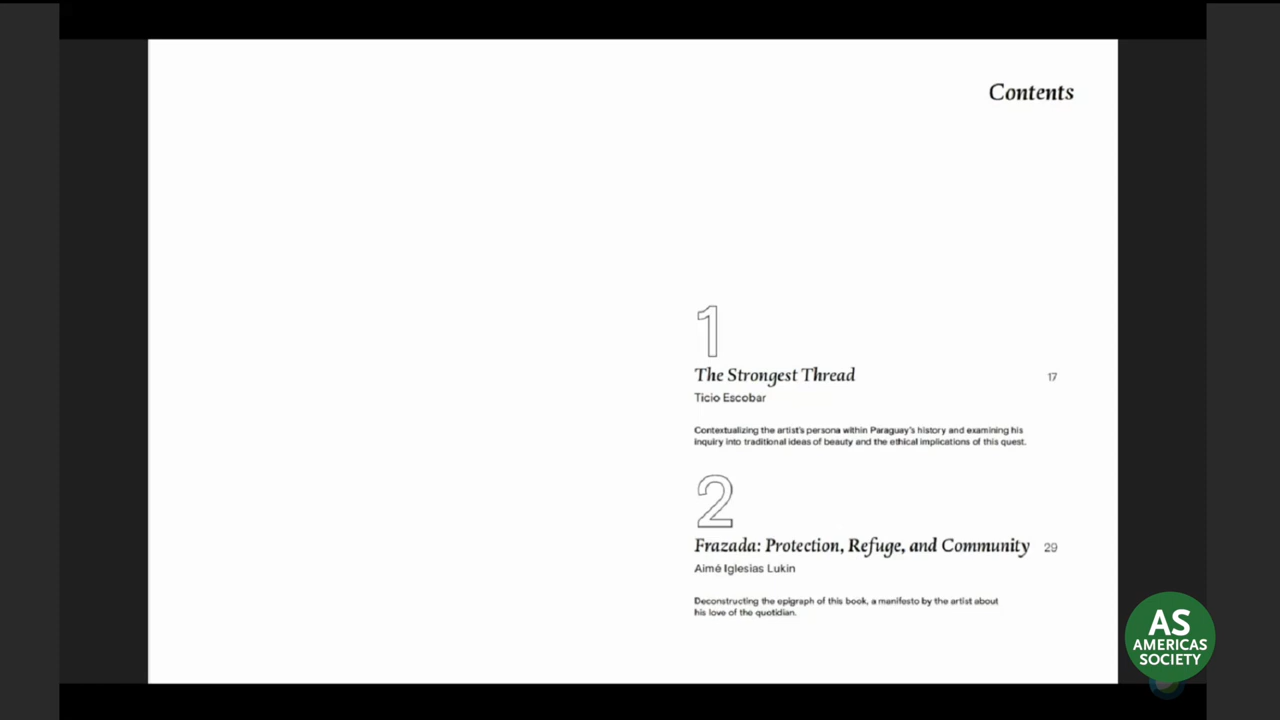 Contents
1
The Strongest Thread 17
Ticio Escobar
Contextualizing the artist's persona within Paraguay's history and examining his
inquiry into traditional ideas of beauty and the ethical implications of this quest.
2
Frazada: Protection, Refuge, and Community 29
Aimé Iglesias Lukin
Deconstructing the epigraph of this book, a manifesto by the artist about
his love of the quotidian.
AS
AMERICAS
SOCIETY